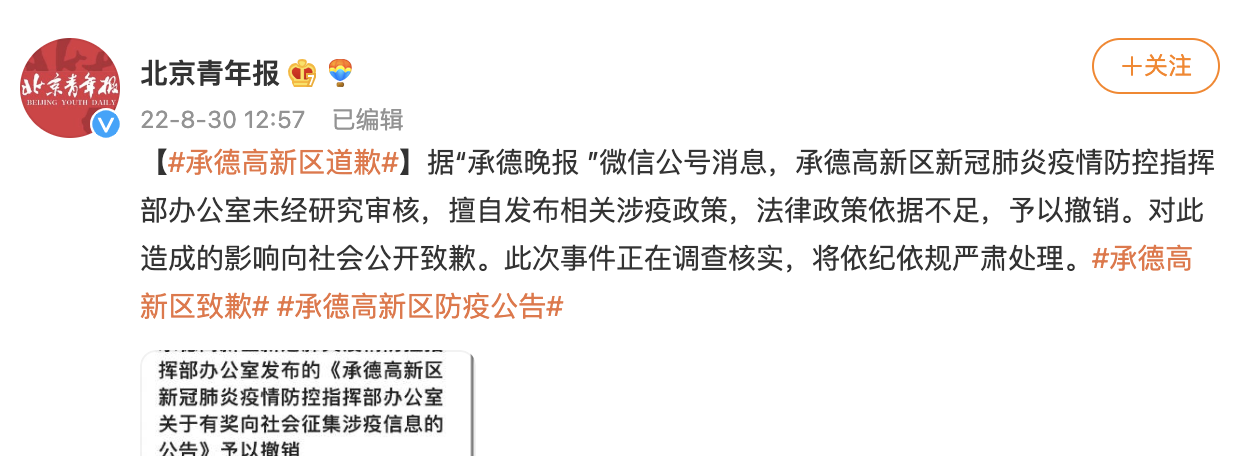 北京青年报
BEIJING YOUTH DAILY
北京青年报
+关注
22-8-30 12:57 已编辑
【#承德高新区道歉#】据“承德晚报 ”微信公号消息，承德高新区新冠肺炎疫情防控指挥
部办公室未经研究审核，擅自发布相关涉疫政策，法律政策依据不足，予以撤销。对此
造成的影响向社会公开致歉。此次事件正在调查核实，将依纪依规严肃处理。#承德高
新区致歉# #承德高新区防疫公告#
挥部办公室发布的《承德高新区
新冠肺炎疫情防控指挥部办公室
关于有奖向社会征集涉疫信息的
公告》予以撤销